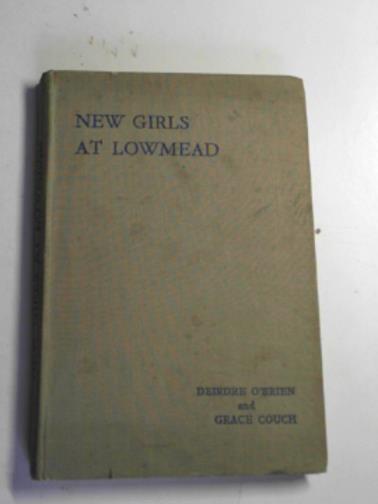 NEW GIRLS
AT LOWMEAD
DEIRDRE O'BRIEN
and
GRACE COUCH